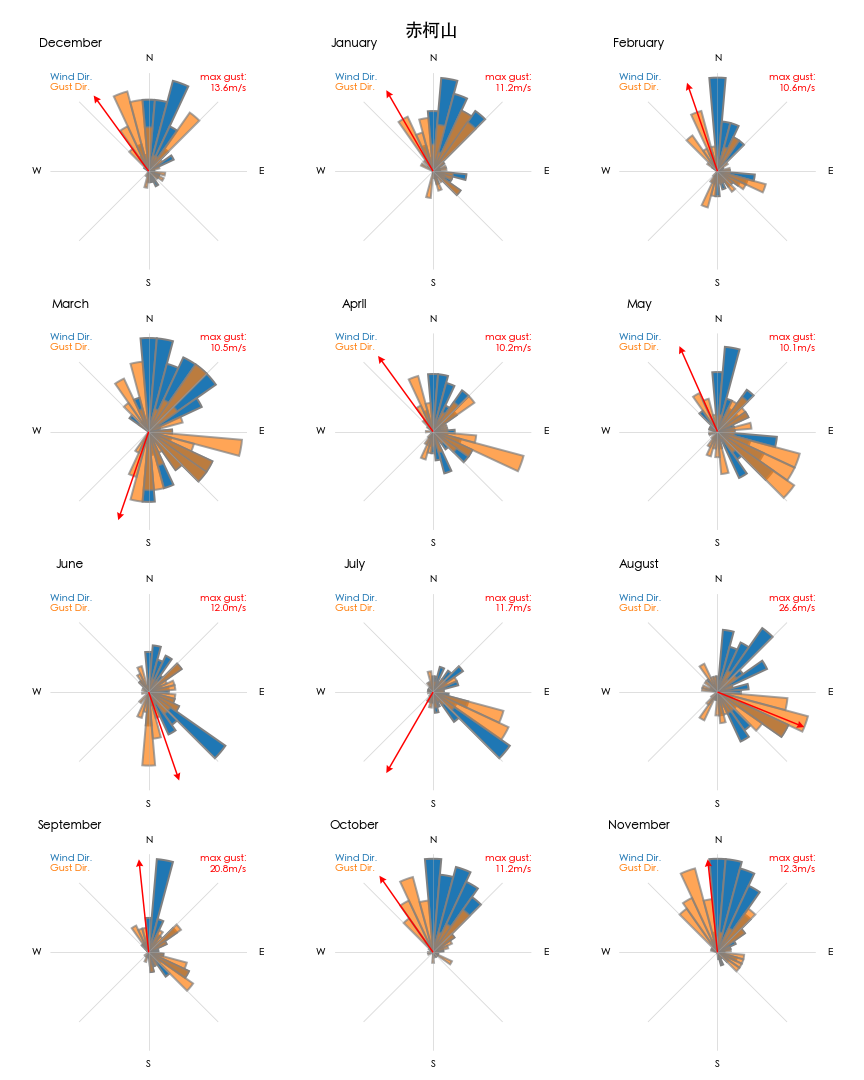 赤柯山
December
N
Wind Dir.
Gust Dir.
max gust:
13.6m/s
W
E
S
January
N
Wind Dir.
Gust Dir.
max gust:
11.2m/s
W
E
S
February
N
Wind Dir.
Gust Dir.
max gust:
10.6m/s
W
E
S
March
N
Wind Dir.
Gust Dir.
max gust:
10.5m/s
W
E
S
April
N
Wind Dir.
Gust Dir.
max gust:
10.2m/s
W
E
S
May
N
Wind Dir.
Gust Dir.
max gust:
10.1m/s
W
E
S
June
N
Wind Dir.
Gust Dir.
max gust:
12.0m/s
W
E
S
July
N
Wind Dir.
Gust Dir.
max gust:
11.7m/s
W
E
S
August
N
Wind Dir.
Gust Dir.
max gust:
26.6m/s
W
E
S
September
N
Wind Dir.
Gust Dir.
max gust:
20.8m/s
W
E
S
October
N
Wind Dir.
Gust Dir.
max gust:
11.2m/s
W
E
S
November
N
Wind Dir.
Gust Dir.
max gust:
12.3m/s
W
E
S